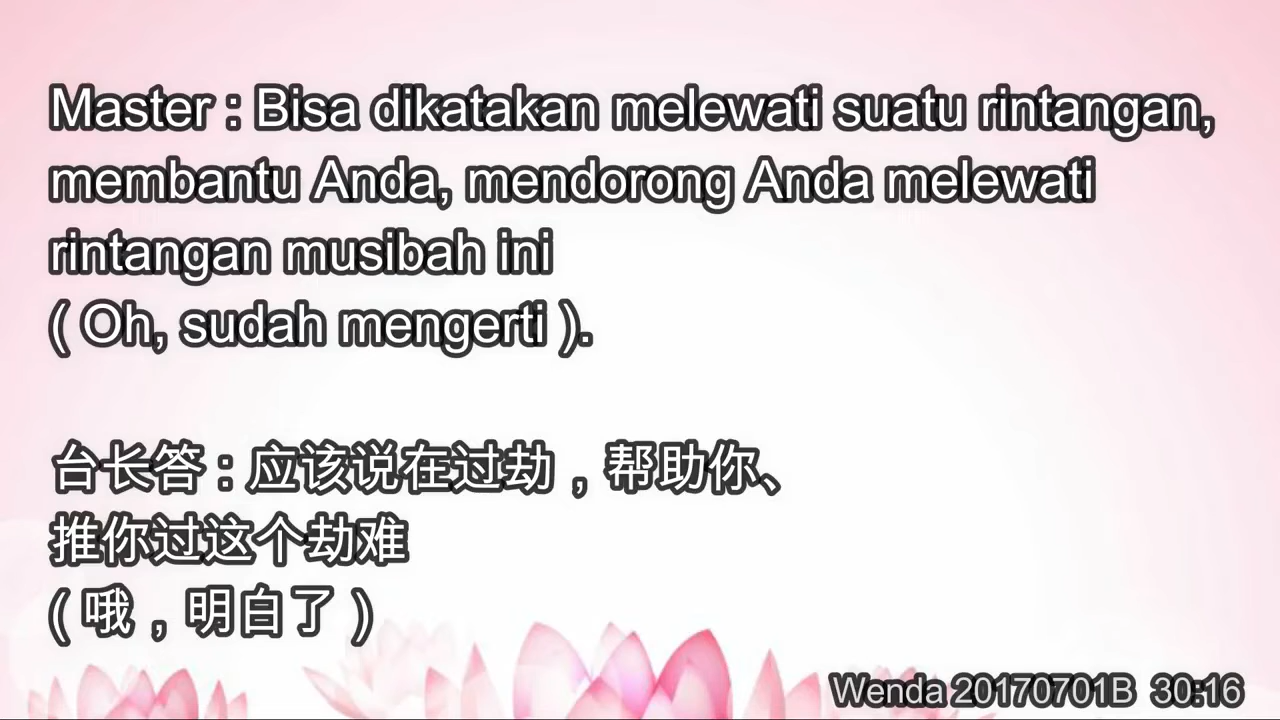 Master : Bisa dikatakan melewati suatu rintangan,
membantu Anda, mendorong Anda melewati
rintangan musibah ini
( Oh, sudah mengerti ).
台长答：应该说在过劫，帮助你、
推你过这个劫难
( 哦，明白了 )
Wenda 20170701B 30:16